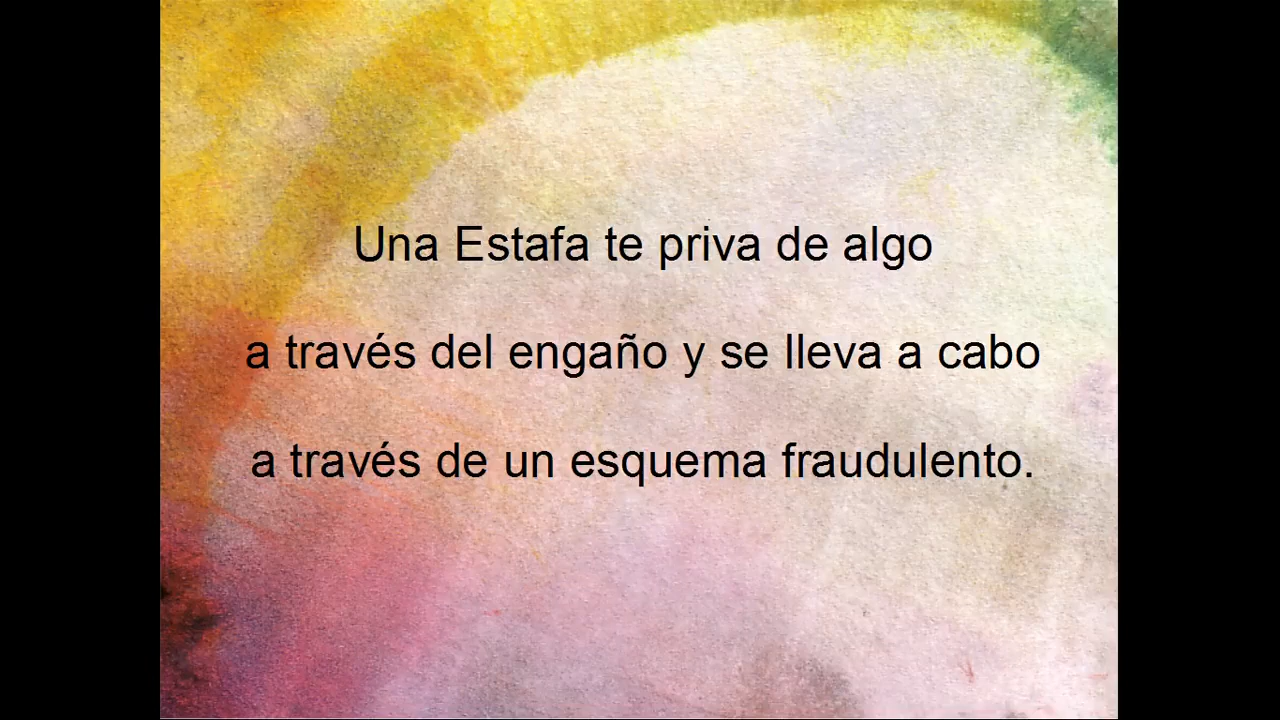 Una Estafa te priva de algo
a través del engaño y se lleva a cabo
a través de un esquema fraudulento.